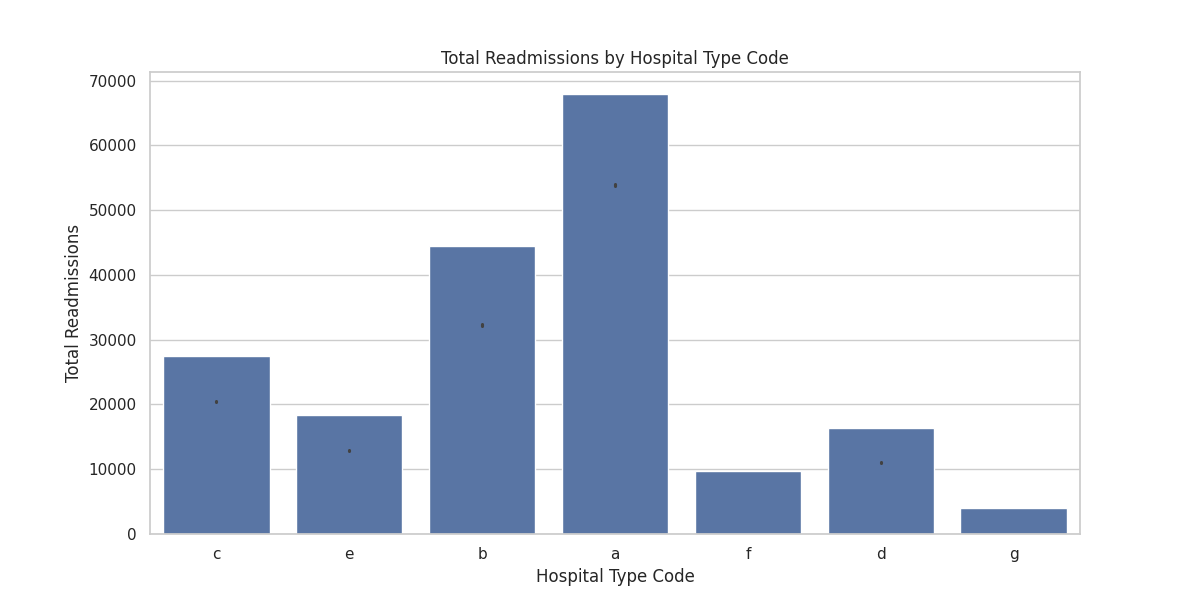 Total Readmissions by Hospital Type Code
70000
60000
50000
40000
30000
20000
10000
0
Total Readmissions
c e b a f d g
Hospital Type Code